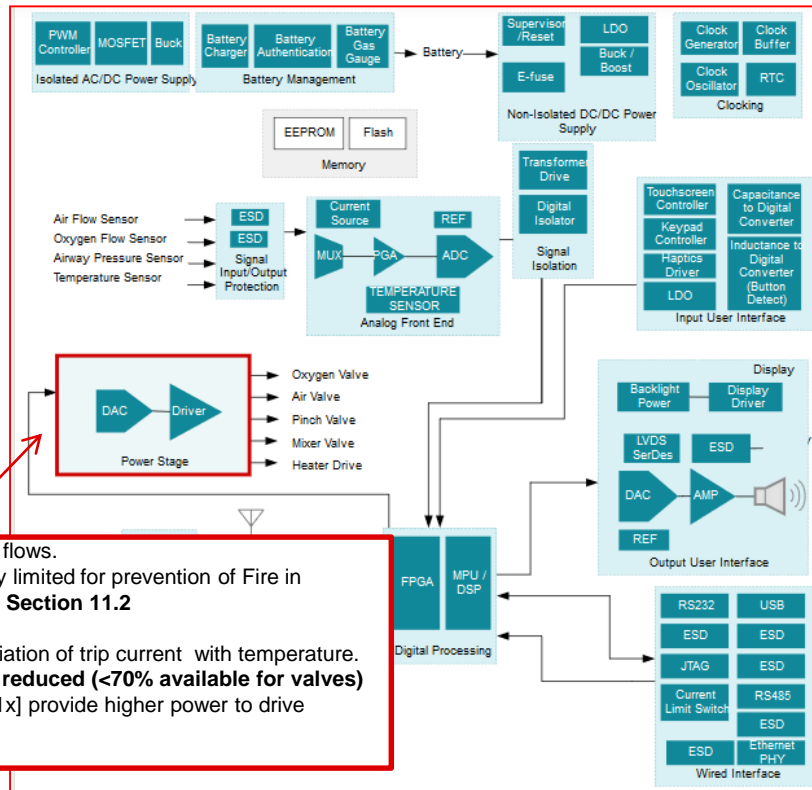 PWM
Controller
MOSFET
Buck
Isolated AC/DC Power Supply
Battery
Charger
Battery
Authentication
Battery
Gas
Gauge
Battery Management
Battery
Supervisor
/Reset
LDO
E-fuse
Buck /
Boost
Non-Isolated DC/DC Power
Supply
Clock
Generator
Clock
Buffer
Clock
Oscillator
RTC
Clocking
EEPROM
Flash
Memory
Air Flow Sensor
Oxygen Flow Sensor
Airway Pressure Sensor
Temperature Sensor
ESD
ESD
Signal
Input/Output
Protection
Current
Source
REF
MUX
PGA
ADC
TEMPERATURE
SENSOR
Analog Front End
Transformer
Drive
Digital
Isolator
Signal
Isolation
Touchscreen
Controller
Capacitance
to Digital
Converter
Keypad
Controller
Haptics
Driver
LDO
Inductance to
Digital
Converter
(Button
Detect)
Input User Interface
DAC
Driver
Power Stage
Oxygen Valve
Air Valve
Pinch Valve
Mixer Valve
Heater Drive
Display
Backlight
Power
Display
Driver
LVDS
SerDes
ESD
DAC
AMP
REF
Output User Interface
flows.
y limited for prevention of Fire in
Section 11.2
iation of trip current with temperature.
reduced (<70% available for valves)
1x] provide higher power to drive
FPGA
MPU /
DSP
Digital Processing
RS232
USB
ESD
ESD
JTAG
ESD
Current
Limit Switch
RS485
ESD
ESD
Ethernet
PHY
Wired Interface